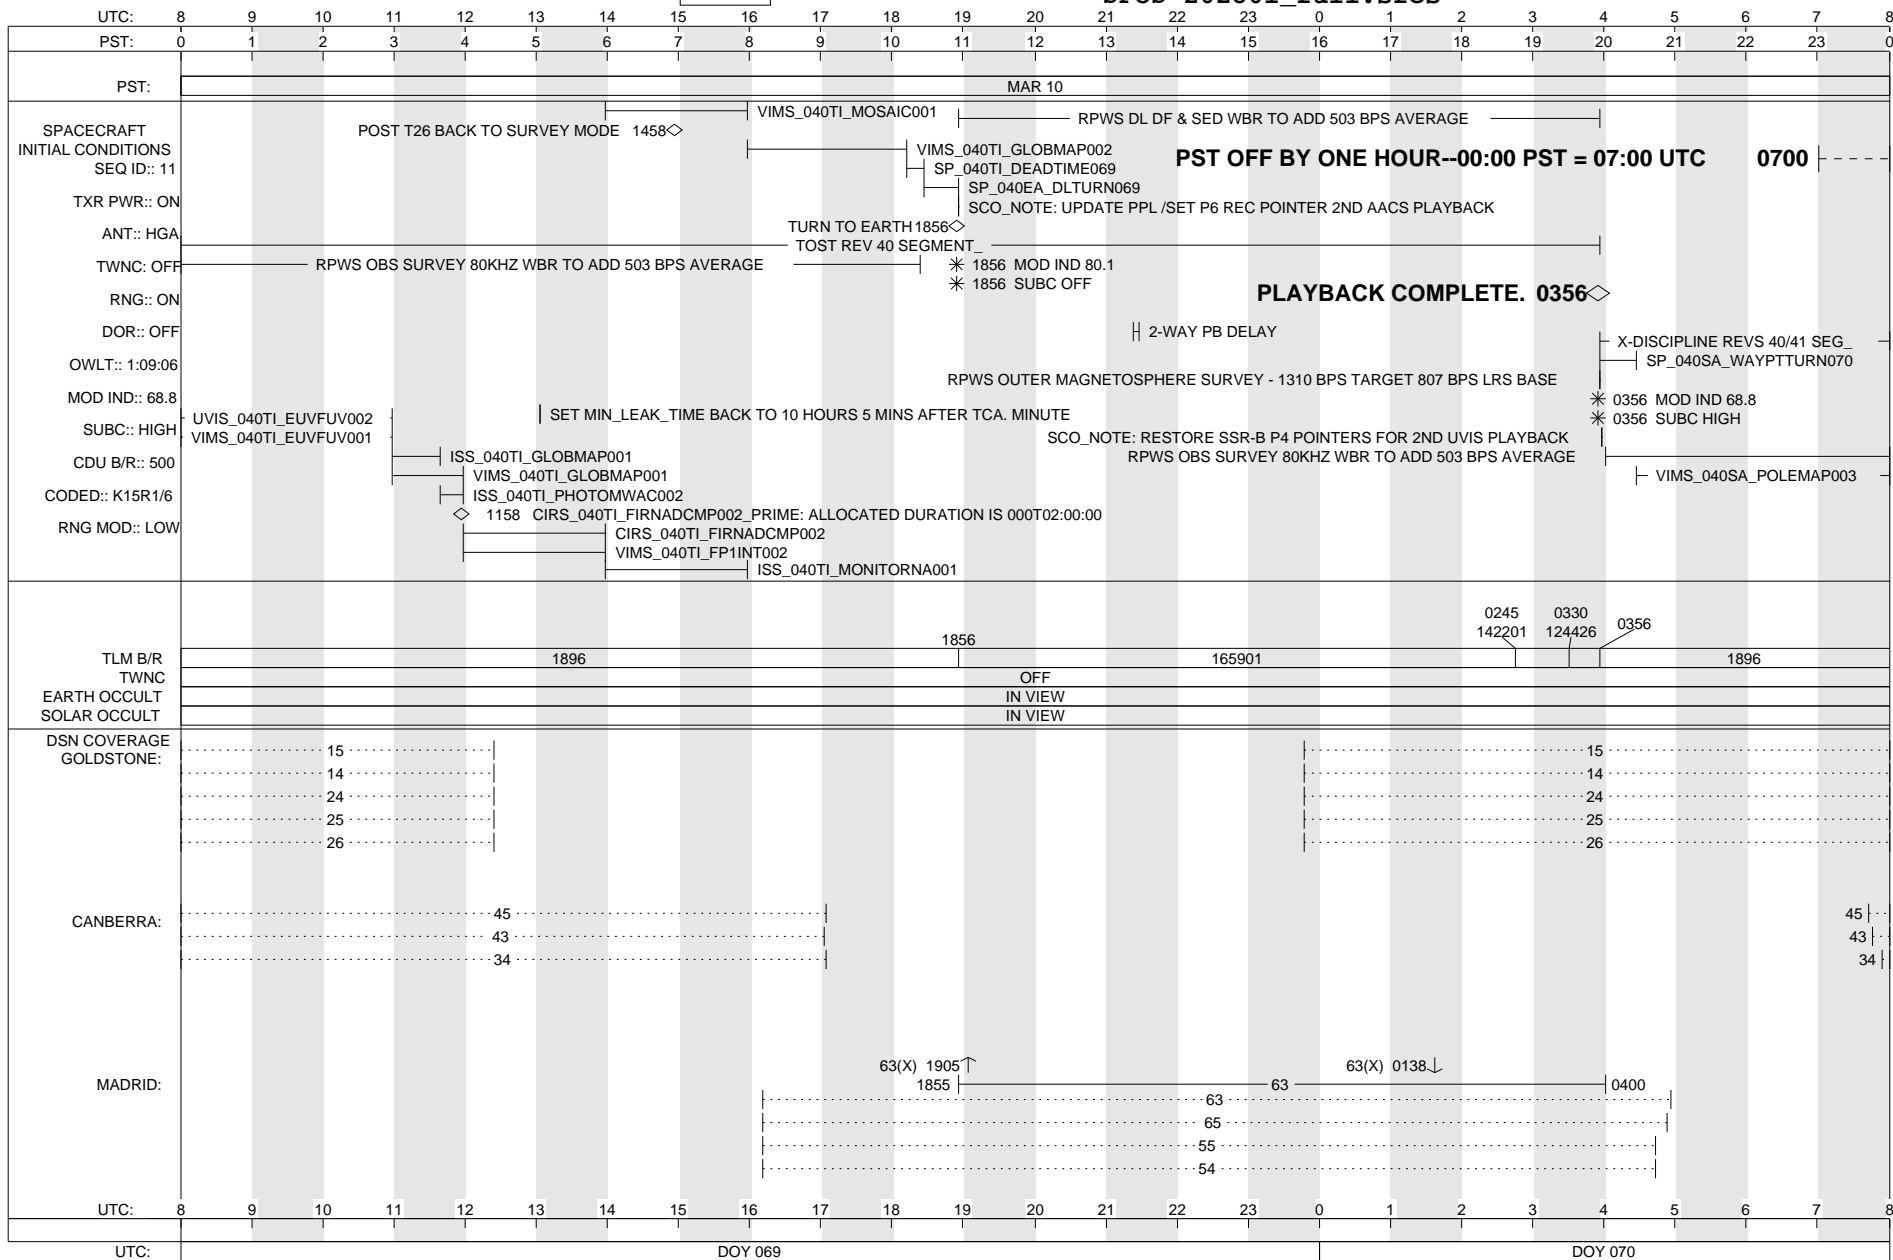 UTC: 8 9 10 11 12 13 14 15 16 17 18 19 20 21 22 23 0 1 2 3 4 5 6 7 8
PST: 0 1 2 3 4 5 6 7 8 9 10 11 12 13 14 15 16 17 18 19 20 21 22 23 0
PST: MAR 10
SPACECRAFT
INITIAL CONDITIONS
SEQ ID:: 11
TXR PWR:: ON
ANT:: HGA
TWNC: OFF
RNG:: ON
DOR:: OFF
OWLT:: 1:09:06
MOD IND:: 68.8
SUBC:: HIGH
CDU B/R:: 500
CODED:: K15R1/6
RNG MOD:: LOW
VIMS_040TI_MOSAIC001
RPWS DL DF & SED WBR TO ADD 503 BPS AVERAGE
POST T26 BACK TO SURVEY MODE 1458
VIMS_040TI_GLOBMAP002
PST OFF BY ONE HOUR--00:00 PST = 07:00 UTC 0700
SP_040TI_DEADTIME069
SP_040EA_DLTURN069
SCO_NOTE: UPDATE PPL /SET P6 REC POINTER 2ND AACS PLAYBACK
TURN TO EARTH 1856
TOST REV 40 SEGMENT_
RPWS OBS SURVEY 80KHZ WBR TO ADD 503 BPS AVERAGE
1856 MOD IND 80.1
1856 SUBC OFF
PLAYBACK COMPLETE. 0356
2-WAY PB DELAY
X-DISCIPLINE REVS 40/41 SEG_
SP_040SA_WAYPTTURN070
RPWS OUTER MAGNETOSPHERE SURVEY - 1310 BPS TARGET 807 BPS LRS BASE
0356 MOD IND 68.8
UVIS_040TI_EUVFUV002
SET MIN_LEAK_TIME BACK TO 10 HOURS 5 MINS AFTER TCA. MINUTE
0356 SUBC HIGH
VIMS_040TI_EUVFUV001
SCO_NOTE: RESTORE SSR-B P4 POINTERS FOR 2ND UVIS PLAYBACK
ISS_040TI_GLOBMAP001
RPWS OBS SURVEY 80KHZ WBR TO ADD 503 BPS AVERAGE
VIMS_040TI_GLOBMAP001
VIMS_040SA_POLEMAP003
ISS_040TI_PHOTOMWAC002
1158 CIRS_040TI_FIRNADCMP002_PRIME: ALLOCATED DURATION IS 000T02:00:00
CIRS_040TI_FIRNADCMP002
VIMS_040TI_FP1INT002
ISS_040TI_MONITORNA001
0245 0330
142201 124426 0356
1856
TLM B/R 1896 165901 1896
TWNC OFF
EARTH OCCULT IN VIEW
SOLAR OCCULT IN VIEW
DSN COVERAGE
GOLDSTONE:
15 15
14 14
24 24
25 25
26 26
CANBERRA:
45 45
43 43
34 34
MADRID:
63(X) 1905 63(X) 0138
1855 63 0400
63
65
55
54
UTC: 8 9 10 11 12 13 14 15 16 17 18 19 20 21 22 23 0 1 2 3 4 5 6 7 8
UTC: DOY 069 DOY 070